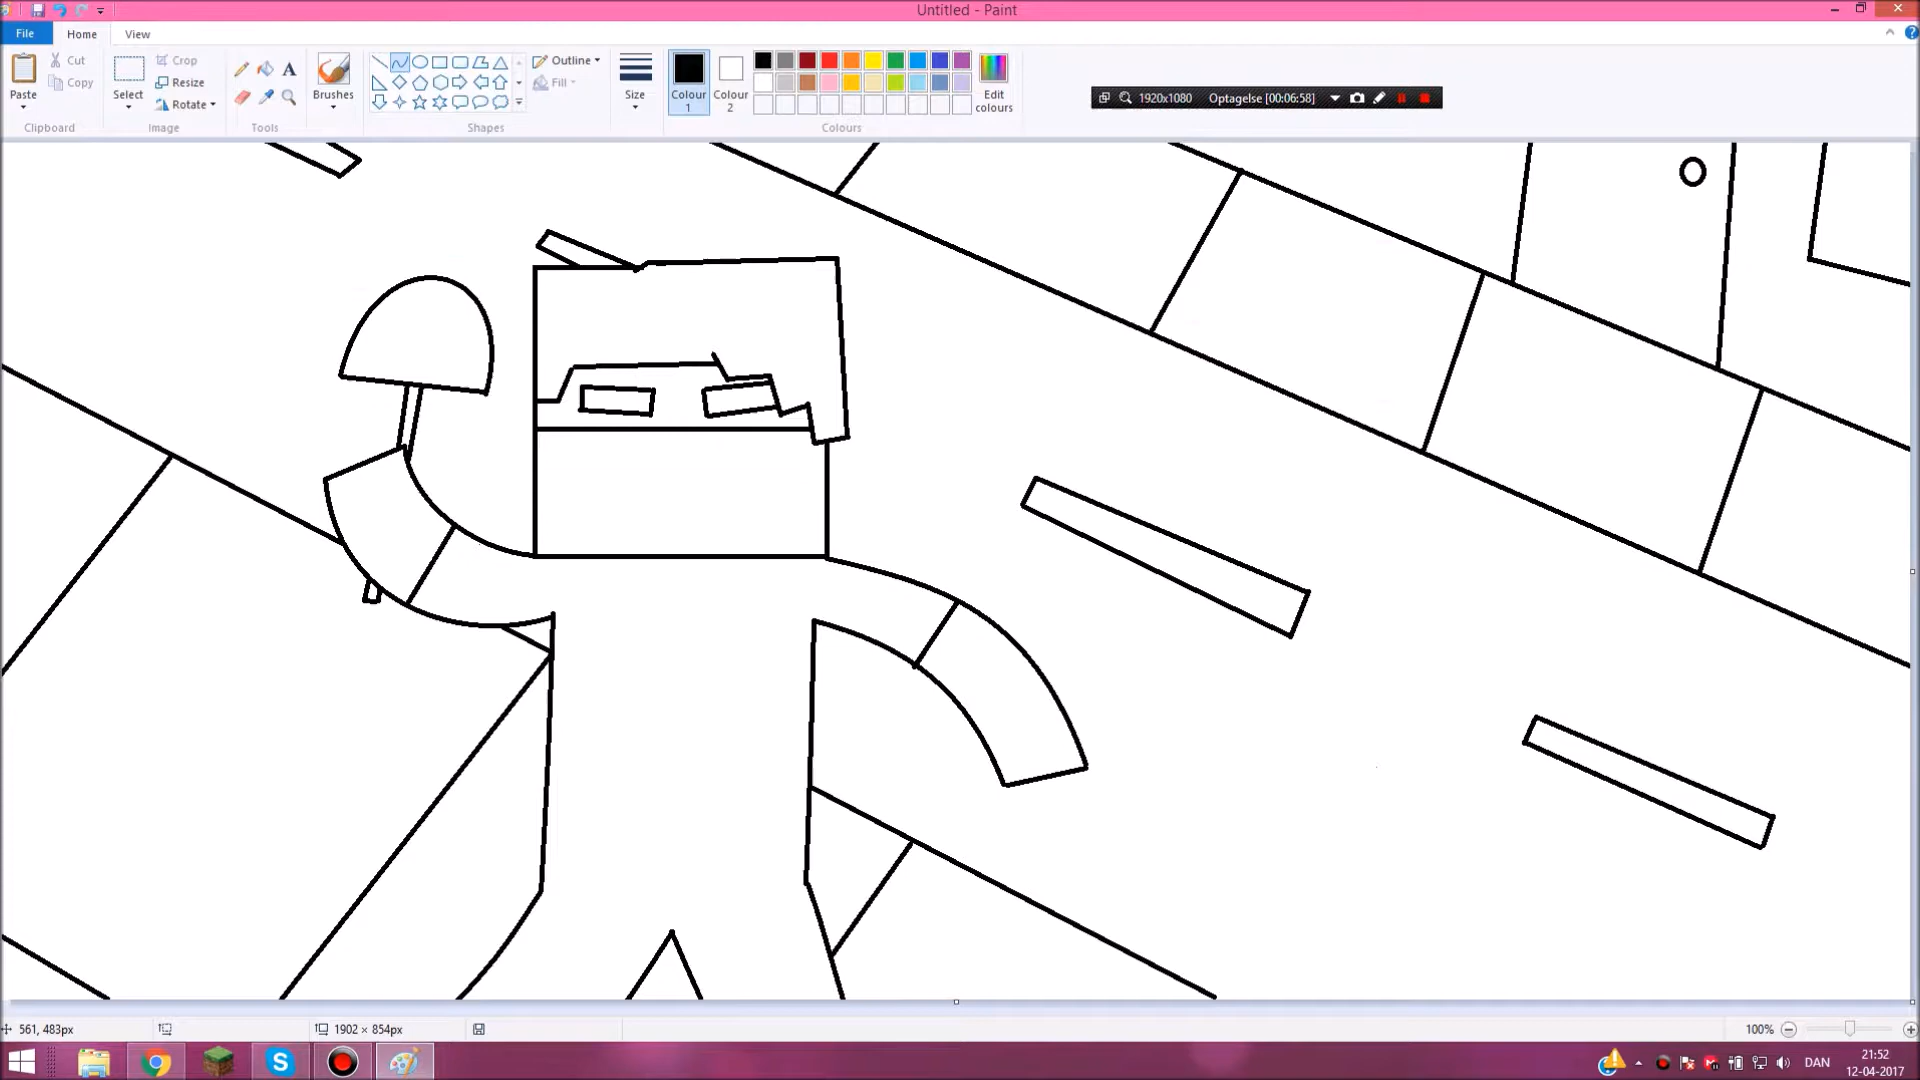 Untitled - Paint
File
Home
View
Paste
Cut
Copy
Clipboard
Select
Crop
Resize
Rotate
Image
A
Tools
Brushes
Shapes
Outline
Fill
Size
Colour
1
Colour
2
Colours
Edit
colours
1920x1080
Optagelse [00:06:58]
561, 483px
1902 × 854px
100%
DAN
21:52
12-04-2017